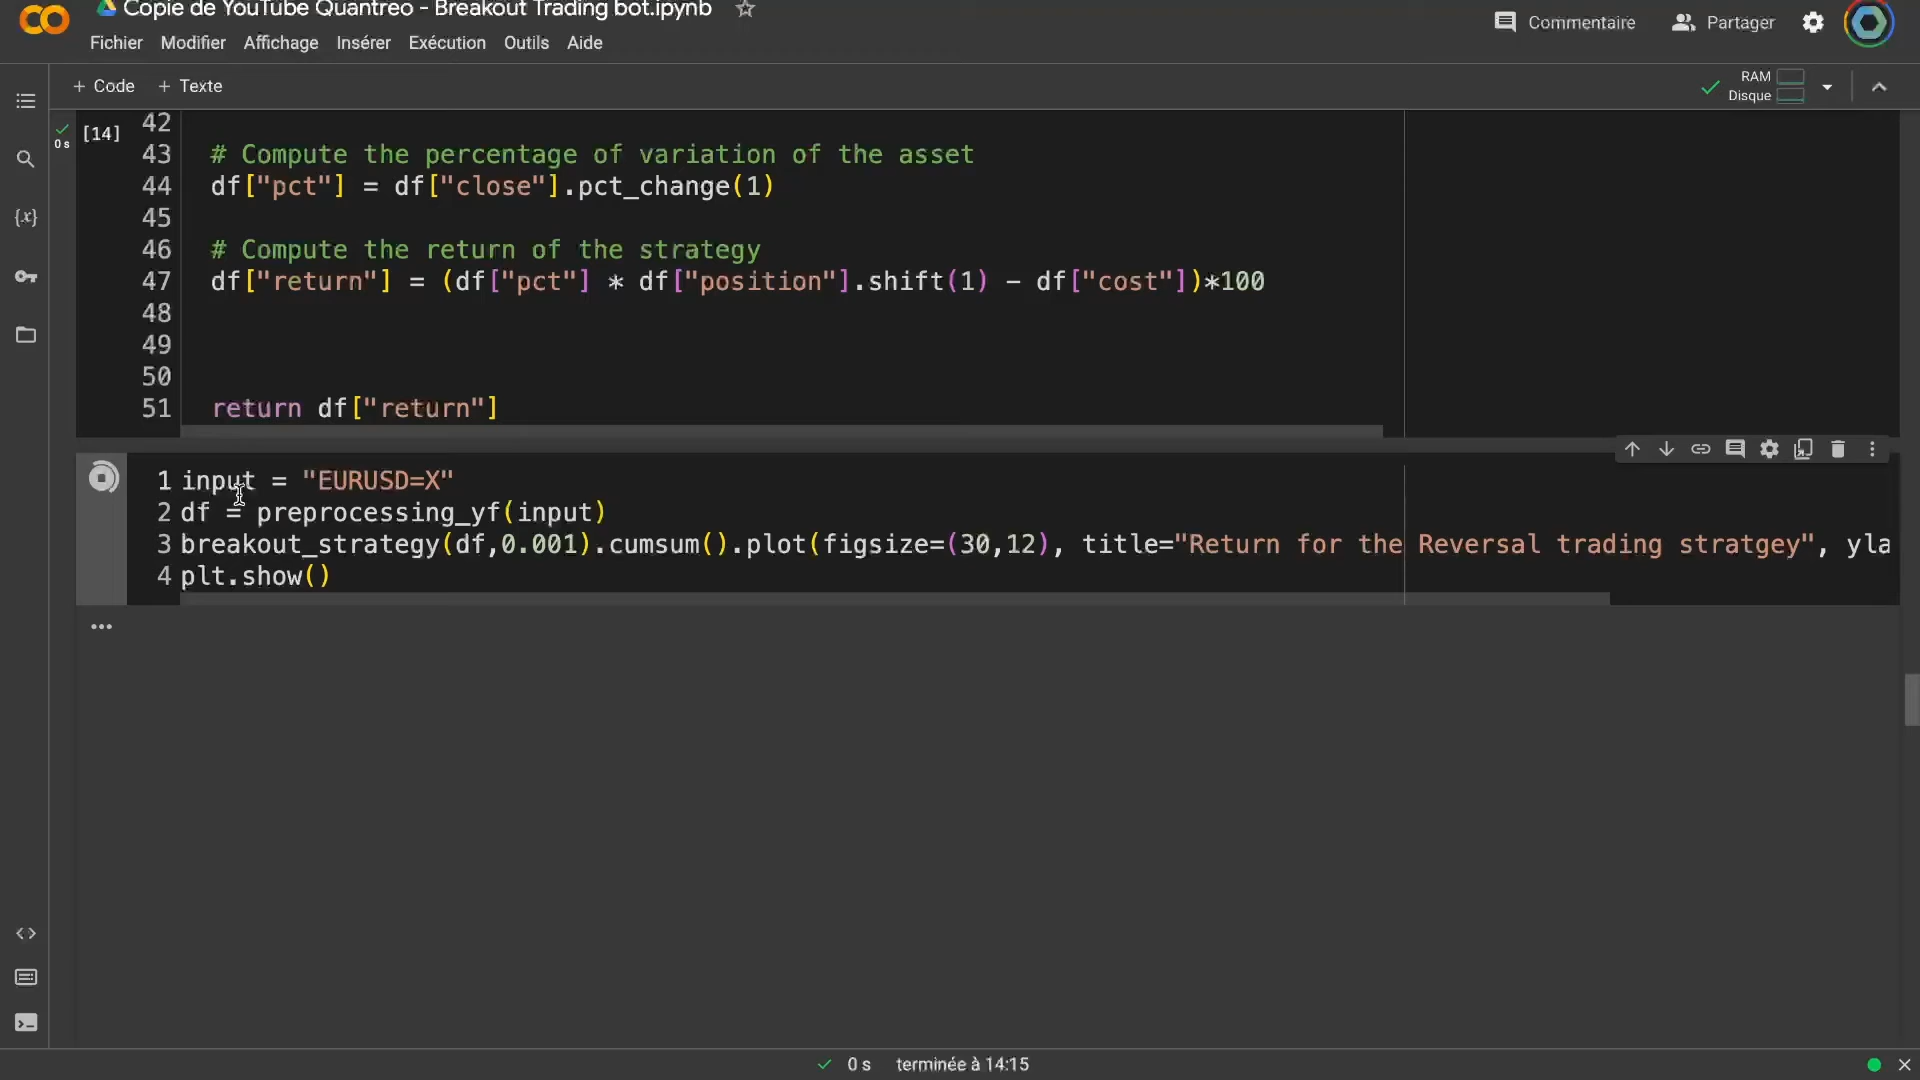 Copie de YouTube Quantreo - Breakout Trading bot.ipynb
Commentaire
Partager
Fichier Modifier Affichage Insérer Exécution Outils Aide
+ Code + Texte
RAM
Disque
0 s
[14]
42
43 # Compute the percentage of variation of the asset
44 df["pct"] = df["close"].pct_change(1)
45
46 # Compute the return of the strategy
47 df["return"] = (df["pct"] * df["position"].shift(1) - df["cost"])*100
48
49
50
51 return df["return"]
1 input = "EURUSD=X"
2 df = preprocessing_yf(input)
3 breakout_strategy(df,0.001).cumsum().plot(figsize=(30,12), title="Return for the Reversal trading stratgey", yla
4 plt.show()
0 s terminée à 14:15